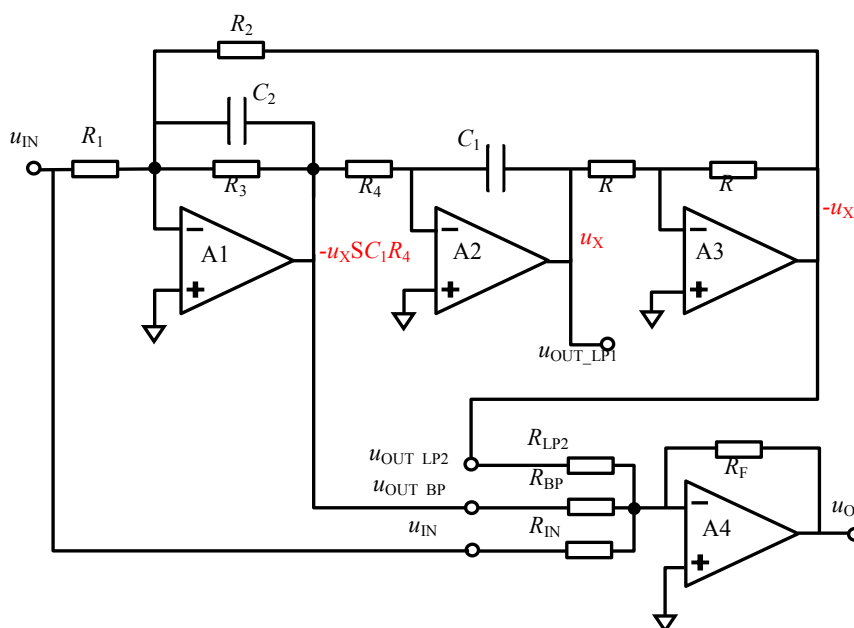 R2
C2
uIN
R1
R3
R4
C1
R
R
-uX
A1
A2
A3
-uXSC1R4
uX
uOUT_LP1
uOUT LP2
RLP2
RF
uOUT BP
RBP
uIN
RIN
A4
uO